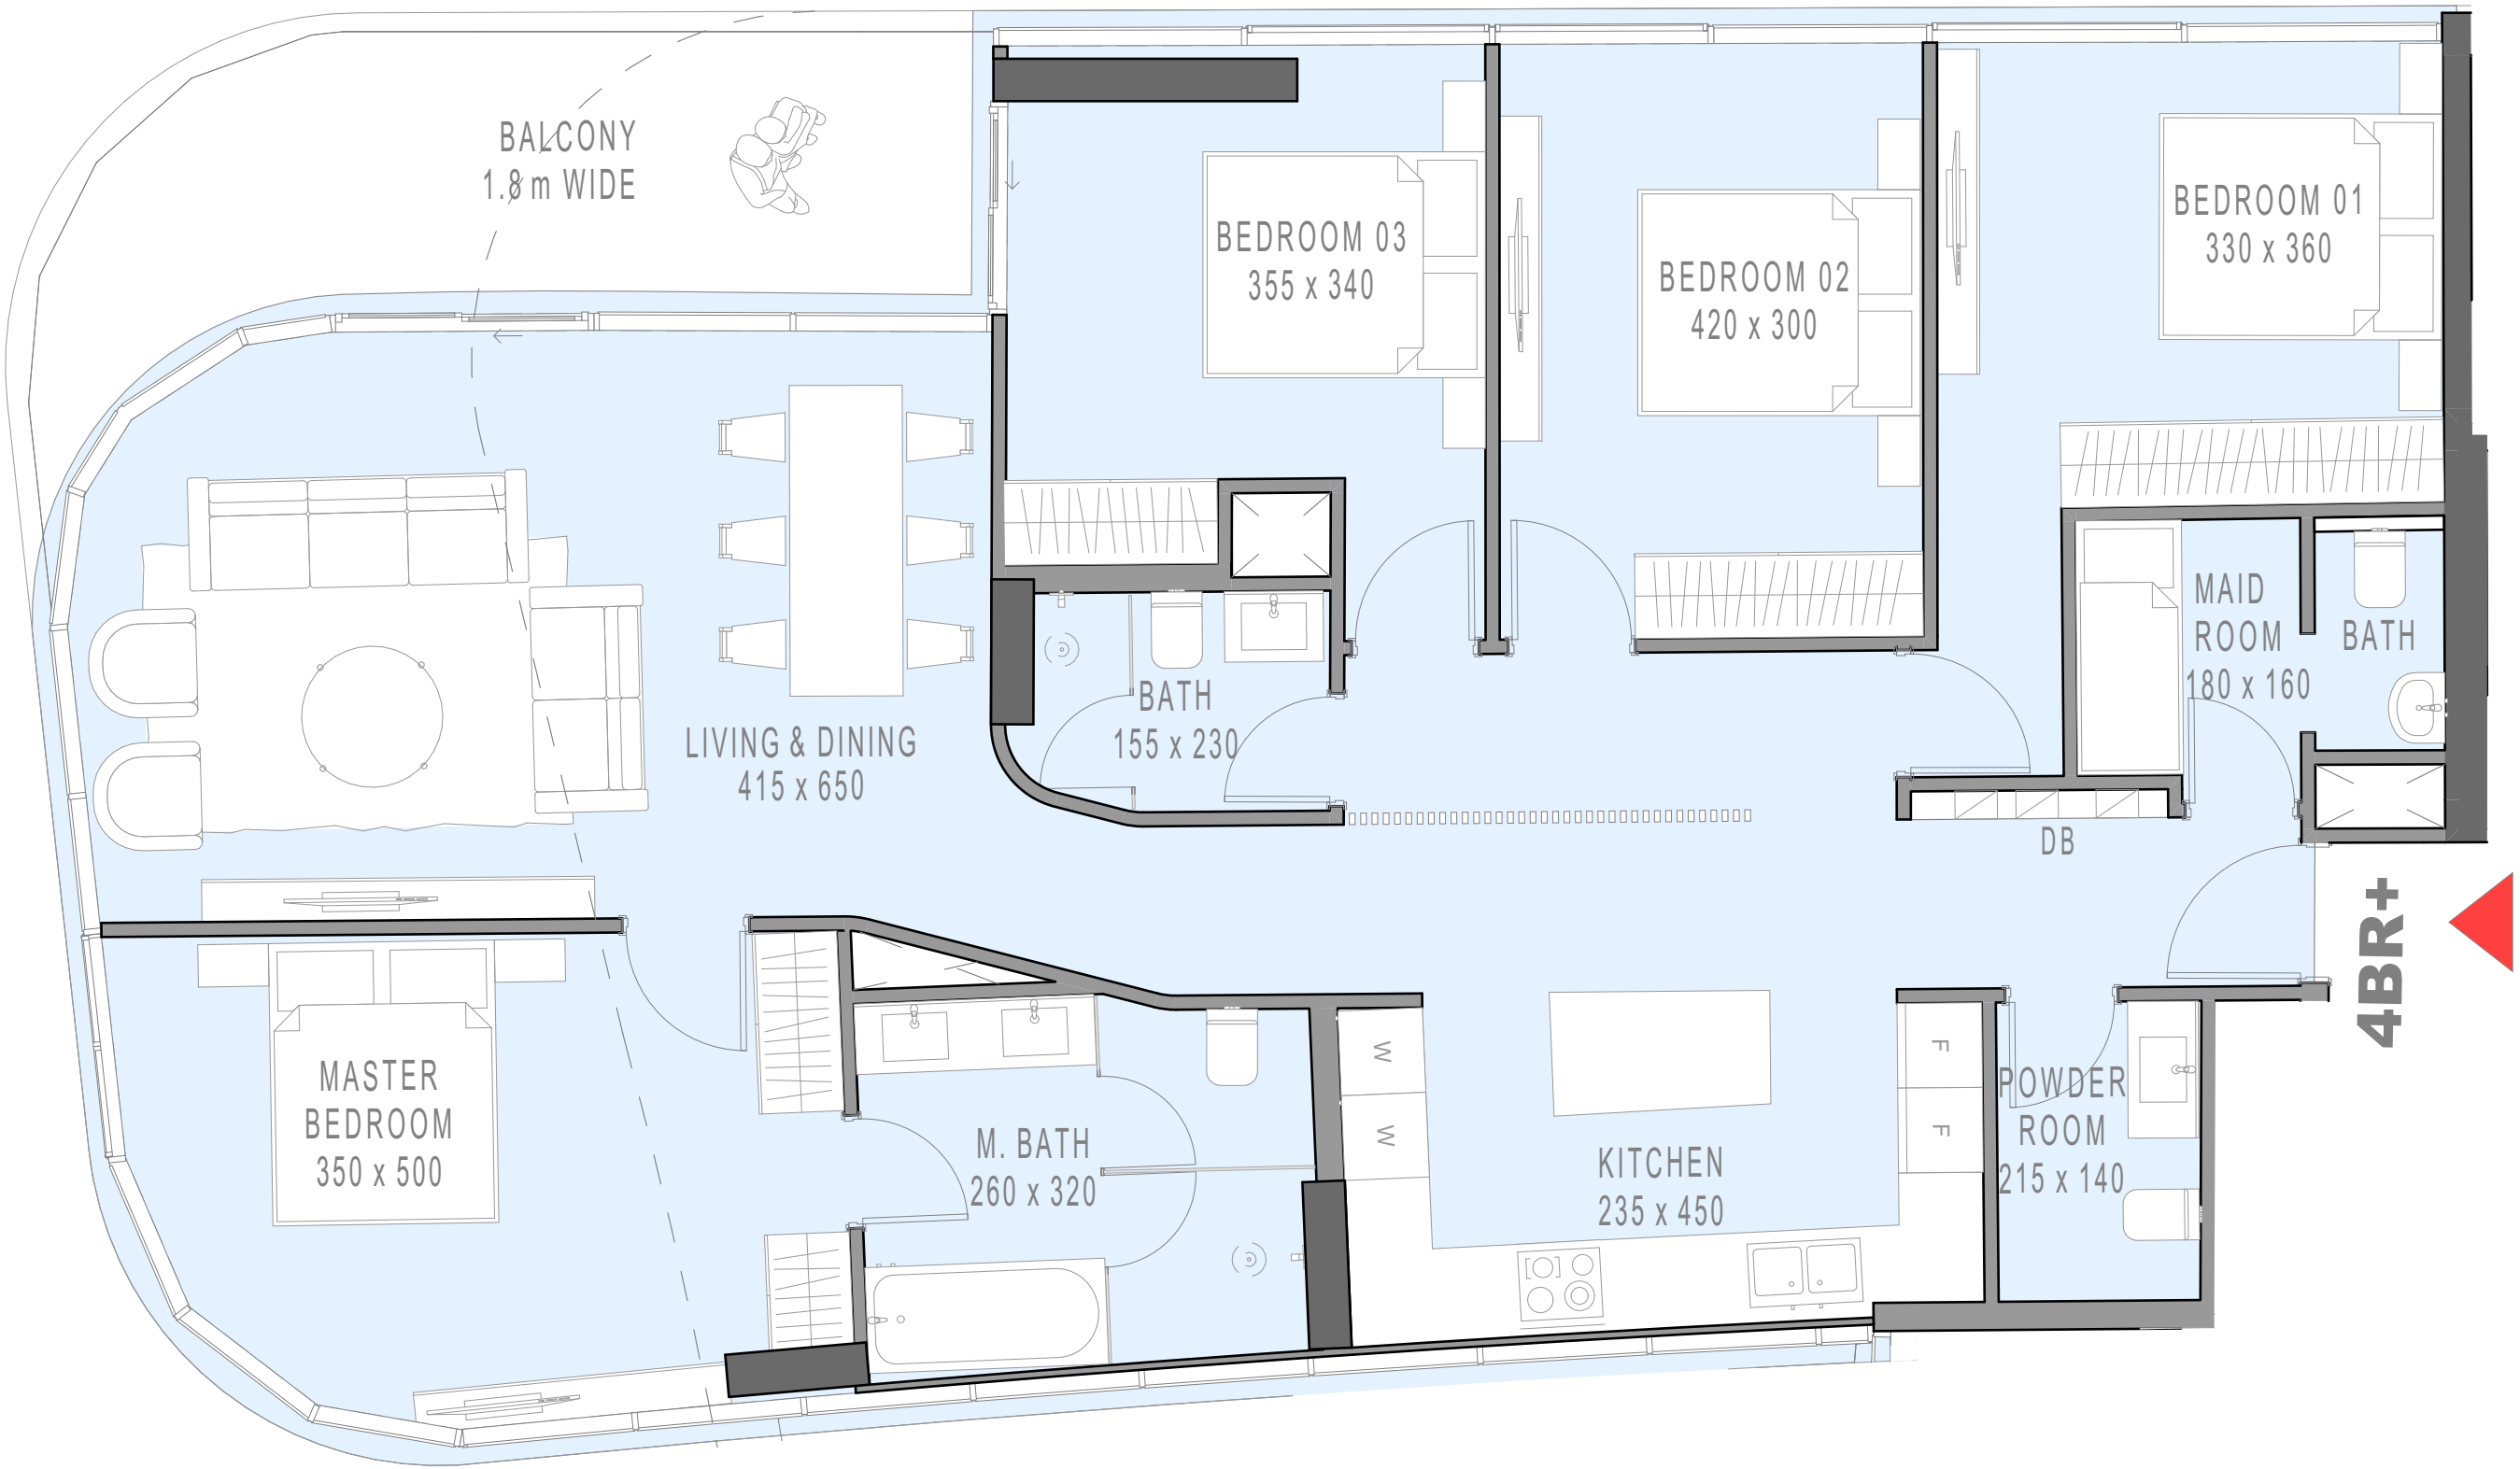 BALCONY
1.8 m WIDE
BEDROOM 03
355 x 340
BEDROOM 02
420 x 300
BEDROOM 01
330 x 360
MAID
ROOM
180 x 160
BATH
BATH
155 x 230
LIVING & DINING
415 x 650
DB
4BR+
MASTER
BEDROOM
350 x 500
M. BATH
260 x 320
W
W
KITCHEN
235 x 450
F
F
POWDER
ROOM
215 x 140